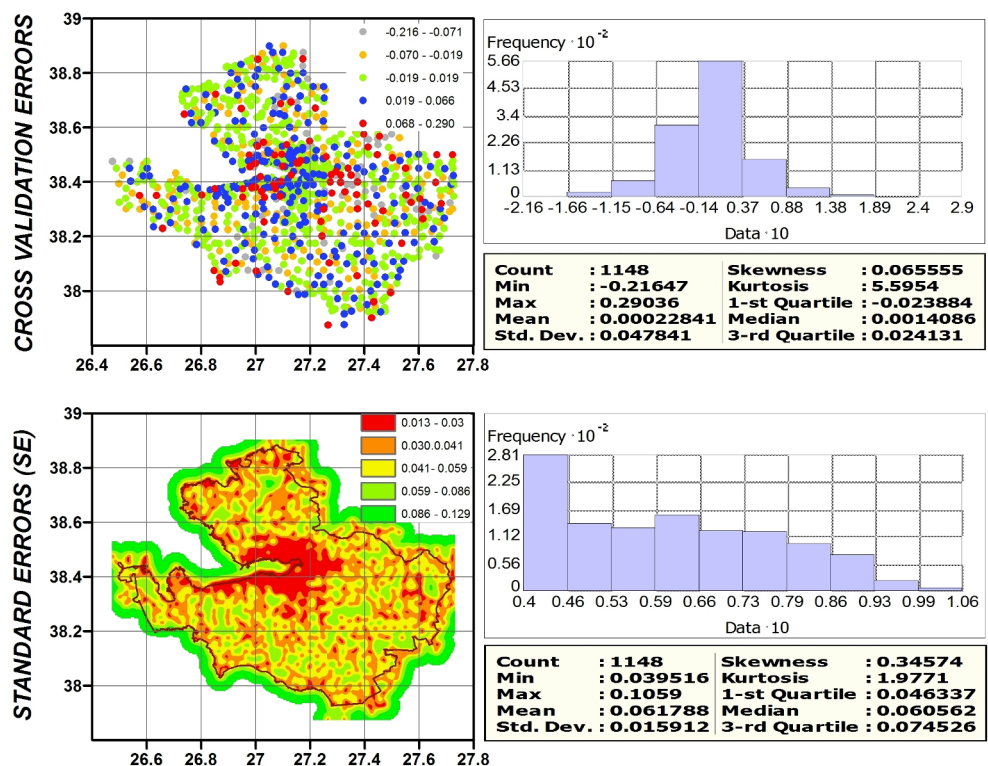 CROSS VALIDATION ERRORS
39
38.8
38.6
38.4
38.2
38
26.4 26.6 26.8 27 27.2 27.4 27.6 27.8
-0.216 - -0.071
-0.070 - -0.019
-0.019 - 0.019
0.019 - 0.066
0.068 - 0.290
Frequency · 10 -2
5.66
4.53
3.4
2.26
1.13
0
-2.16 -1.66 -1.15 -0.64 -0.14 0.37 0.88 1.38 1.89 2.4 2.9
Data · 10
Count : 1148 Skewness : 0.065555
Min : -0.21647 Kurtosis : 5.5954
Max : 0.29036 1-st Quartile : -0.023884
Mean : 0.00022841 Median : 0.0014086
Std. Dev. : 0.047841 3-rd Quartile : 0.024131
STANDARD ERRORS (SE)
39
38.8
38.6
38.4
38.2
38
26.6 26.8 27.0 27.2 27.4 27.6 27.8
0.013 - 0.03
0.030.041
0.041 - 0.059
0.059 - 0.086
0.086 - 0.129
Frequency · 10 -2
2.81
2.25
1.69
1.12
0.56
0
0.4 0.46 0.53 0.59 0.66 0.73 0.79 0.86 0.93 0.99 1.06
Data · 10
Count : 1148 Skewness : 0.34574
Min : 0.039516 Kurtosis : 1.9771
Max : 0.1059 1-st Quartile : 0.046337
Mean : 0.061788 Median : 0.060562
Std. Dev. : 0.015912 3-rd Quartile : 0.074526